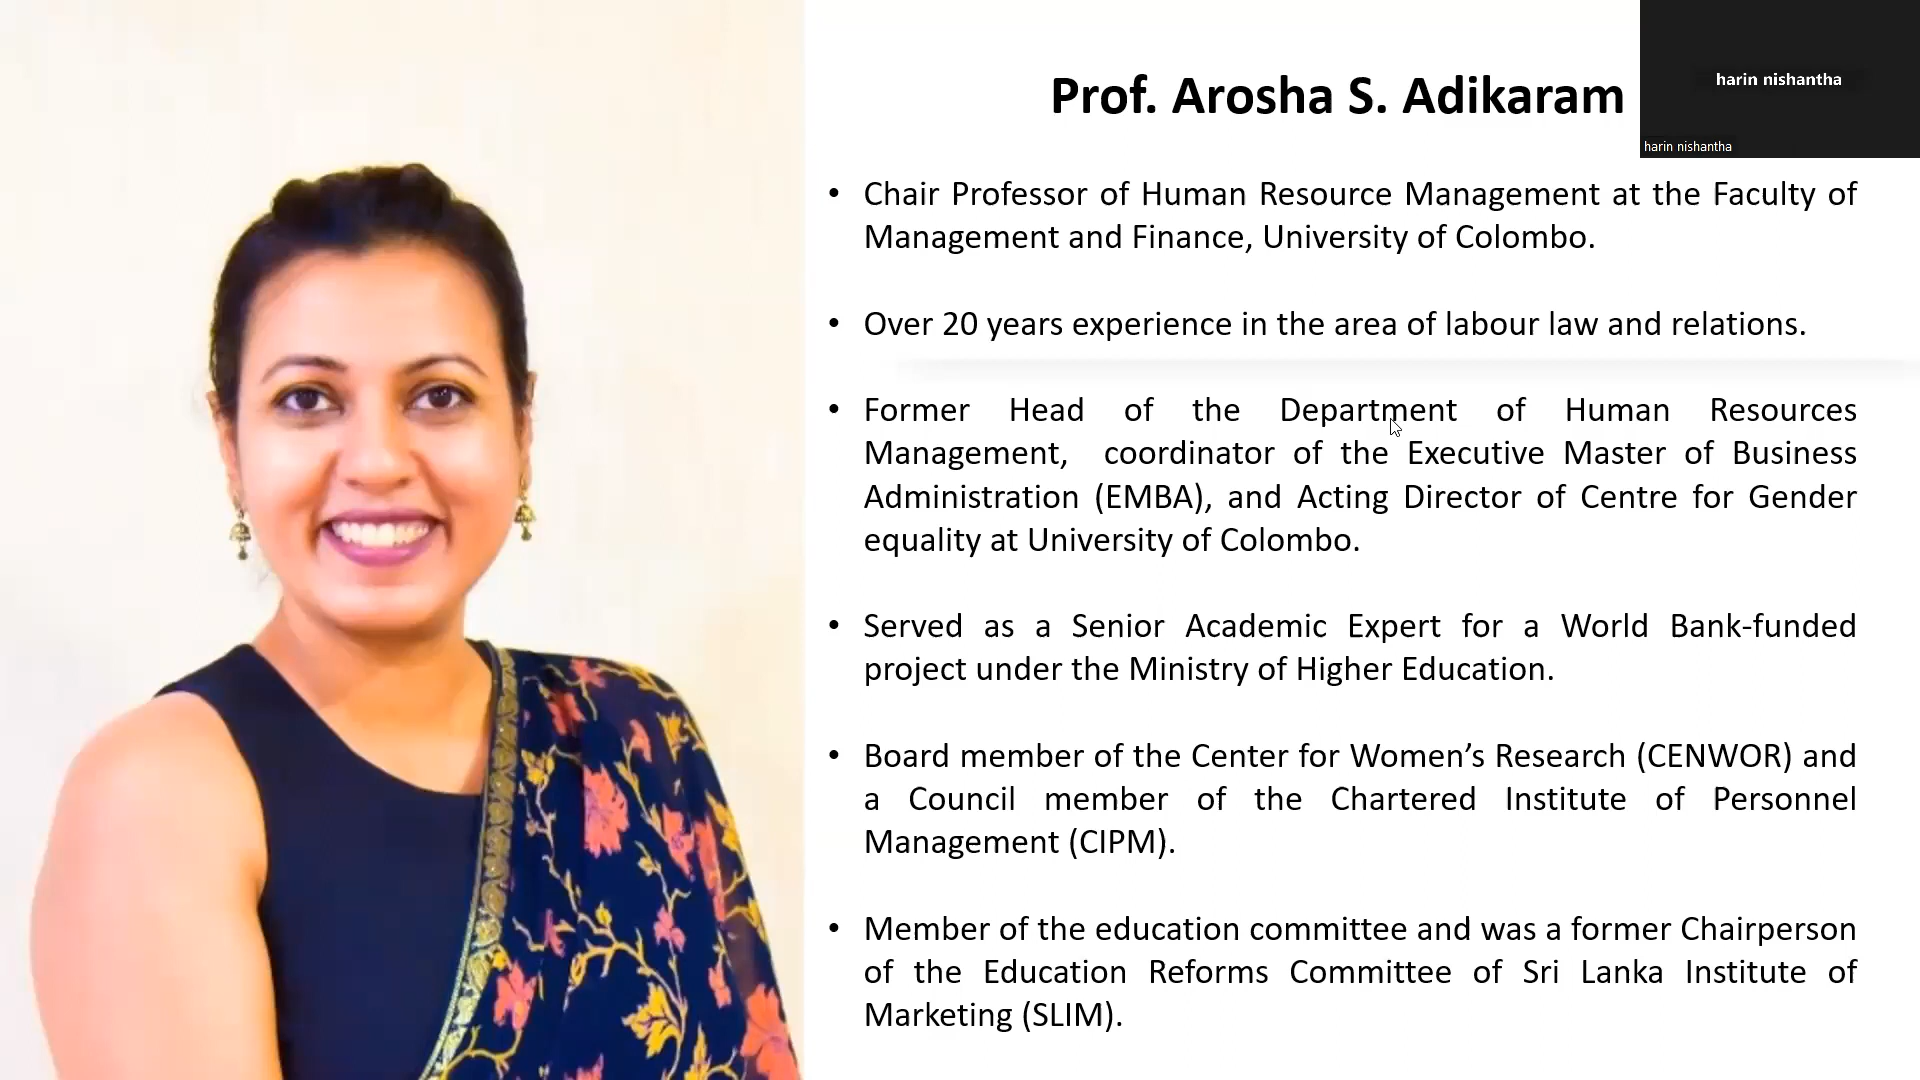 Prof. Arosha S. Adikaram
harin nishantha
harin nishantha
• Chair Professor of Human Resource Management at the Faculty of
Management and Finance, University of Colombo.
• Over 20 years experience in the area of labour law and relations.
• Former Head of the Department of Human Resources
Management, coordinator of the Executive Master of Business
Administration (EMBA), and Acting Director of Centre for Gender
equality at University of Colombo.
• Served as a Senior Academic Expert for a World Bank-funded
project under the Ministry of Higher Education.
• Board member of the Center for Women’s Research (CENWOR) and
a Council member of the Chartered Institute of Personnel
Management (CIPM).
• Member of the education committee and was a former Chairperson
of the Education Reforms Committee of Sri Lanka Institute of
Marketing (SLIM).